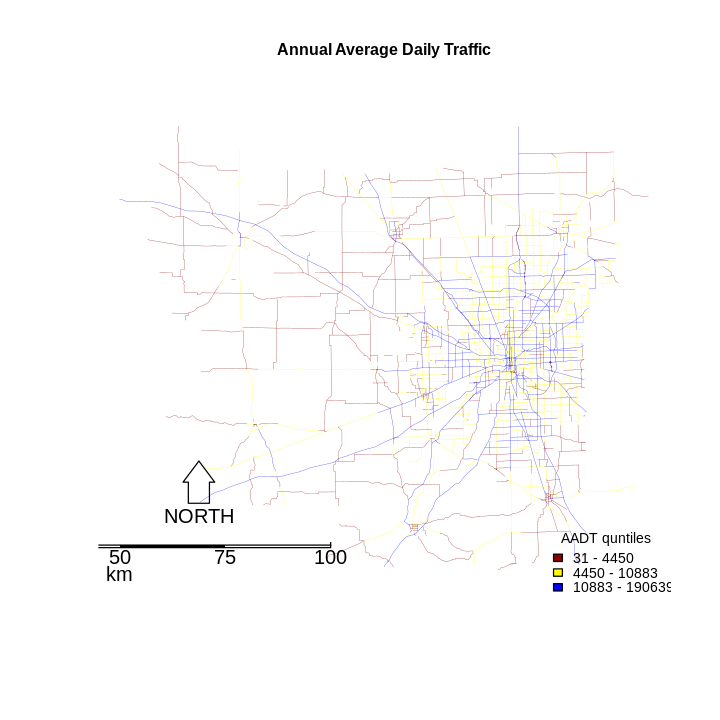 Annual Average Daily Traffic
NORTH
50 75 100
km
AADT quntiles
31 - 4450
4450 - 10883
10883 - 190639